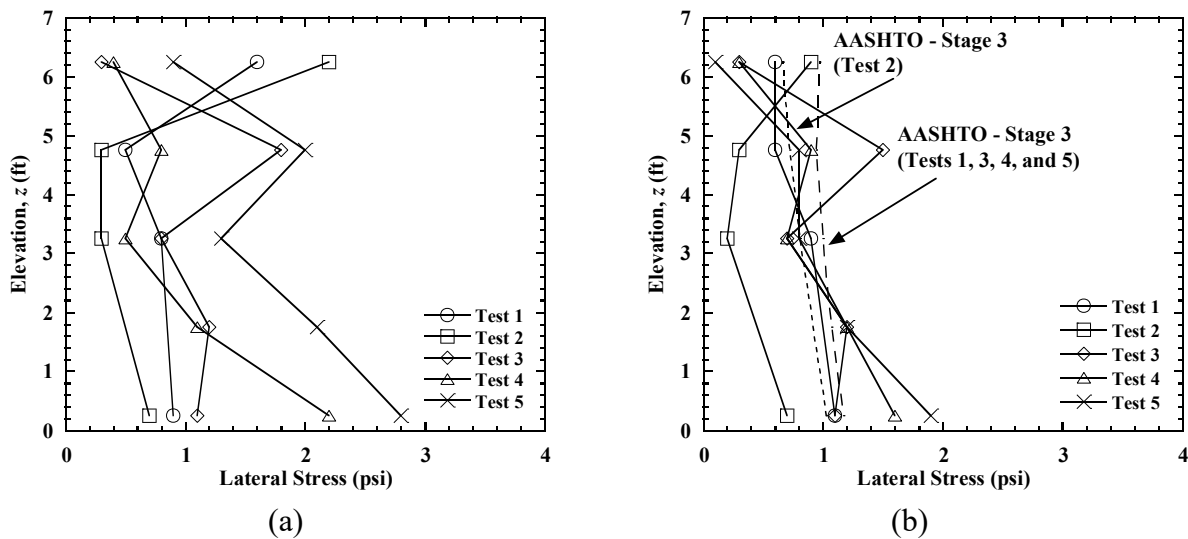 7
6
5
4
3
2
1
0
Elevation, z (ft)
0 1 2 3 4
Lateral Stress (psi)
Test 1
Test 2
Test 3
Test 4
Test 5
(a)
7
6
5
4
3
2
1
0
Elevation, z (ft)
AASHTO - Stage 3
(Test 2)
AASHTO - Stage 3
(Tests 1, 3, 4, and 5)
Test 1
Test 2
Test 3
Test 4
Test 5
0 1 2 3 4
Lateral Stress (psi)
(b)